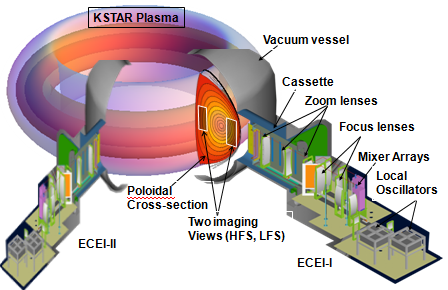 KSTAR Plasma
Vacuum vessel
Cassette
Zoom lenses
Focus lenses
Mixer Arrays
Local
Oscillators
Poloidal
Cross-section
Two imaging
Views (HFS, LFS)
ECEI-II
ECEI-I